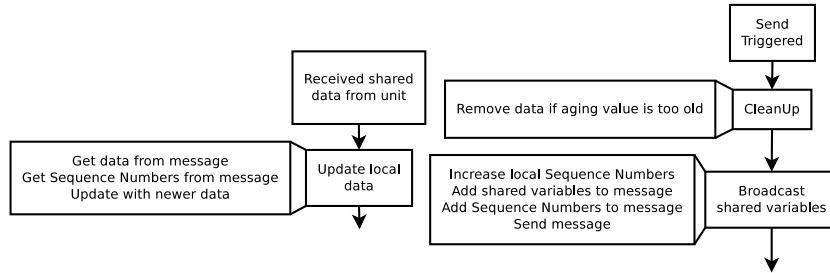 Received shared
data from unit
Get data from message
Get Sequence Numbers from message
Update with newer data
Update local
data
Send
Triggered
Remove data if aging value is too old
CleanUp
Increase local Sequence Numbers
Add shared variables to message
Add Sequence Numbers to message
Send message
Broadcast
shared variables